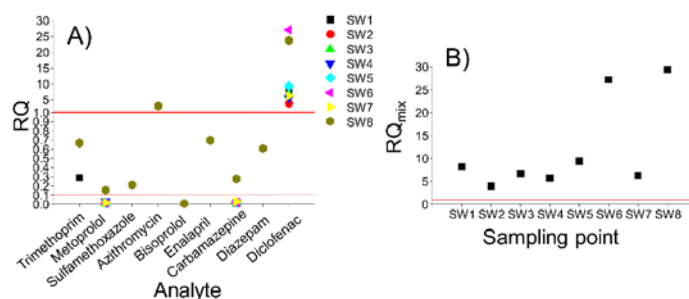 A)
30
25
20
15
10
5
1.0
0.9
0.8
0.7
0.6
0.5
0.4
0.3
0.2
0.1
0.0
RQ
Trimethoprim
Metoprolol
Sulfamethoxazole
Azithromycin
Bisoprolol
Enalapril
Carbamazepine
Diazepam
Diclofenac
Analyte
SW1
SW2
SW3
SW4
SW5
SW6
SW7
SW8
B)
30
25
20
15
10
5
0
RQmix
SW1 SW2 SW3 SW4 SW5 SW6 SW7 SW8
Sampling point